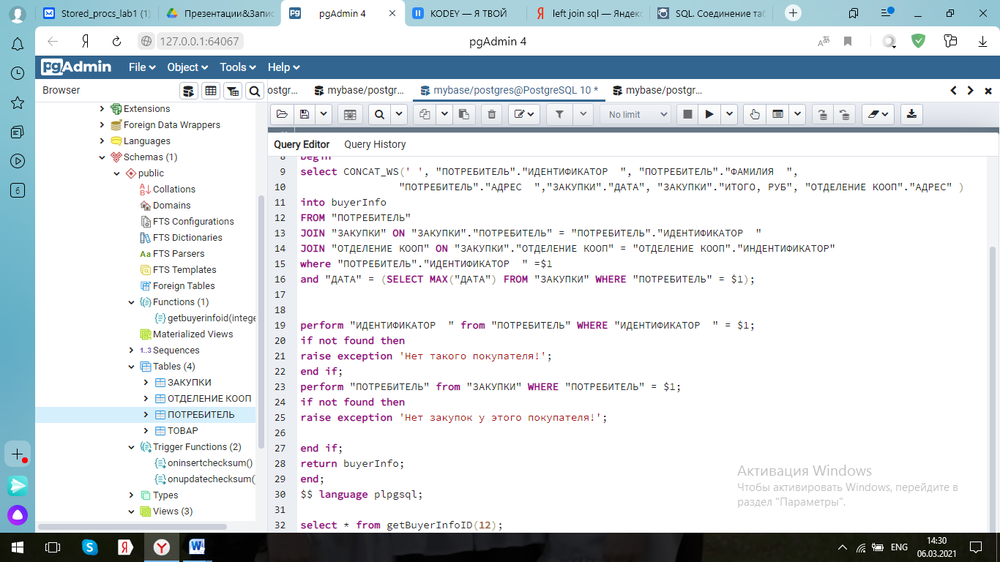 Stored_procs_lab1 (1)
Презентации&Запис
pgAdmin 4
KODEY — Я ТВОЙ
left join sql — Яндекс
SQL. Соединение таб
127.0.0.1:64067
pgAdmin 4
pgAdmin
File
Object
Tools
Help
Browser
ostgr...
mybase/postgr...
mybase/postgres@PostgreSQL 10 *
mybase/postgr...
No limit
Query Editor
Query History
Extensions
Foreign Data Wrappers
Languages
Schemas (1)
public
Collations
Domains
FTS Configurations
FTS Dictionaries
FTS Parsers
FTS Templates
Foreign Tables
Functions (1)
getbuyerinfoid(intege
Materialized Views
1..3 Sequences
Tables (4)
ЗАКУПКИ
ОТДЕЛЕНИЕ КООП
ПОТРЕБИТЕЛЬ
ТОВАР
Trigger Functions (2)
oninsertchecksum()
onupdatechecksum(
Types
Views (3)
6
8 begin
9 select CONCAT_WS(' ', "ПОТРЕБИТЕЛЬ"."ИДЕНТИФИКАТОР  ", "ПОТРЕБИТЕЛЬ"."ФАМИЛИЯ  ",
10 "ПОТРЕБИТЕЛЬ"."АДРЕС  ","ЗАКУПКИ"."ДАТА", "ЗАКУПКИ"."ИТОГО, РУБ", "ОТДЕЛЕНИЕ КООП"."АДРЕС" )
11 into buyerInfo
12 FROM "ПОТРЕБИТЕЛЬ"
13 JOIN "ЗАКУПКИ" ON "ЗАКУПКИ"."ПОТРЕБИТЕЛЬ" = "ПОТРЕБИТЕЛЬ"."ИДЕНТИФИКАТОР  "
14 JOIN "ОТДЕЛЕНИЕ КООП" ON "ЗАКУПКИ"."ОТДЕЛЕНИЕ КООП" = "ОТДЕЛЕНИЕ КООП"."ИНДЕНТИФИКАТОР"
15 where "ПОТРЕБИТЕЛЬ"."ИДЕНТИФИКАТОР  " =$1
16 and "ДАТА" = (SELECT MAX("ДАТА") FROM "ЗАКУПКИ" WHERE "ПОТРЕБИТЕЛЬ" = $1);
17
18
19 perform "ИДЕНТИФИКАТОР  " from "ПОТРЕБИТЕЛЬ" WHERE "ИДЕНТИФИКАТОР  " = $1;
20 if not found then
21 raise exception 'Нет такого покупателя!';
22 end if;
23 perform "ПОТРЕБИТЕЛЬ" from "ЗАКУПКИ" WHERE "ПОТРЕБИТЕЛЬ" = $1;
24 if not found then
25 raise exception 'Нет закупок у этого покупателя!';
26
27 end if;
28 return buyerInfo;
29 end;
30 $$ language plpgsql;
31
32 select * from getBuyerInfoID(12);
Активация Windows
Чтобы активировать Windows, перейдите в
раздел "Параметры".
ENG
14:30
06.03.2021